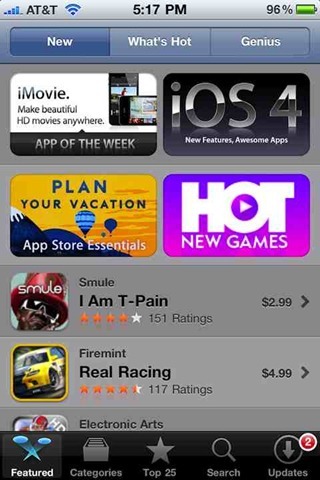 AT&T 5:17 PM 96%
New What's Hot Genius
iMovie.
Make beautiful
HD movies anywhere.
APP OF THE WEEK
iOS 4
New Features, Awesome Apps
PLAN
YOUR VACATION
App Store Essentials
HOT
NEW GAMES
smule
Smule
I Am T-Pain $2.99
151 Ratings
Firemint
Real Racing $4.99
117 Ratings
Electronic Arts
2
Featured Categories Top 25 Search Updates